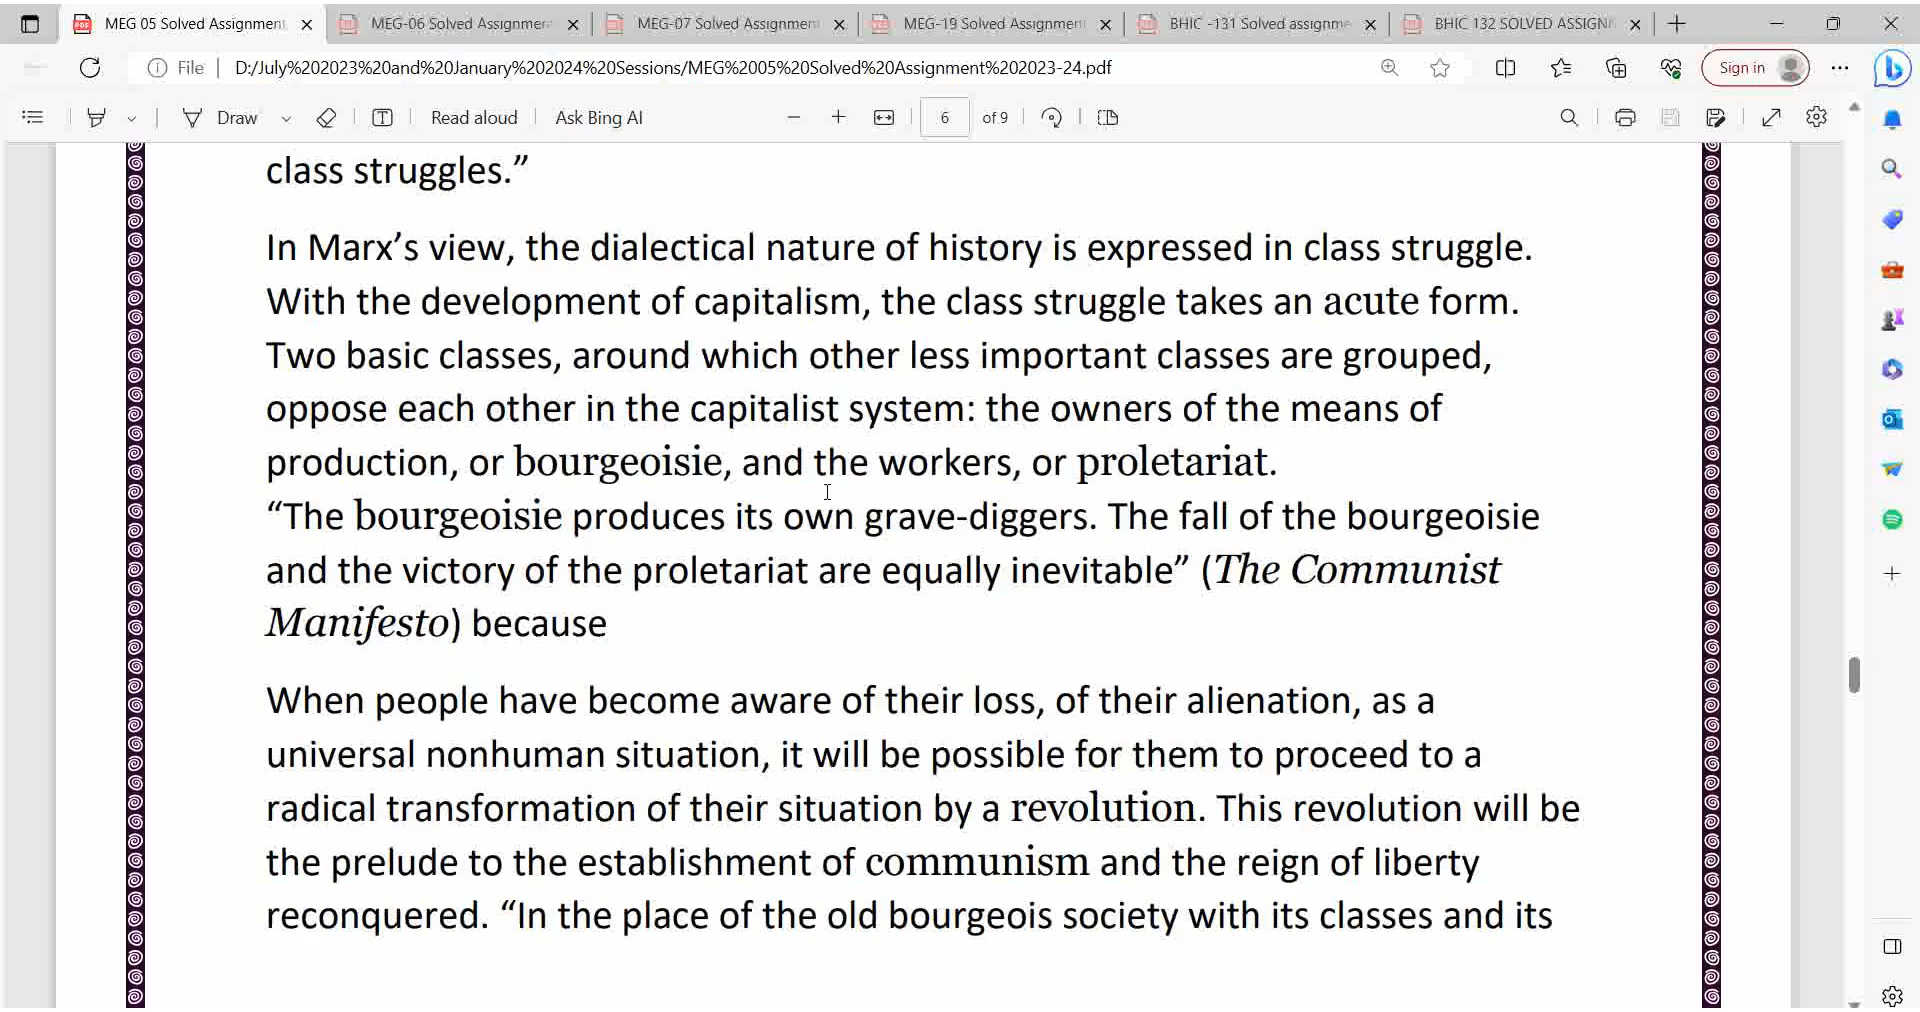 MEG 05 Solved Assignment
MEG-06 Solved Assignmen
MEG-07 Solved Assignment
MEG-19 Solved Assignment
BHIC -131 Solved assignme
BHIC 132 SOLVED ASSIGN
File
D:/July%202023%20and%20January%202024%20Sessions/MEG%2005%20Solved%20Assignment%202023-24.pdf
Sign in
Draw
Read aloud
Ask Bing AI
6
of 9
class struggles.”
In Marx’s view, the dialectical nature of history is expressed in class struggle.
With the development of capitalism, the class struggle takes an acute form.
Two basic classes, around which other less important classes are grouped,
oppose each other in the capitalist system: the owners of the means of
production, or bourgeoisie, and the workers, or proletariat.
“The bourgeoisie produces its own grave-diggers. The fall of the bourgeoisie
and the victory of the proletariat are equally inevitable” (The Communist
Manifesto) because
When people have become aware of their loss, of their alienation, as a
universal nonhuman situation, it will be possible for them to proceed to a
radical transformation of their situation by a revolution. This revolution will be
the prelude to the establishment of communism and the reign of liberty
reconquered. “In the place of the old bourgeois society with its classes and its